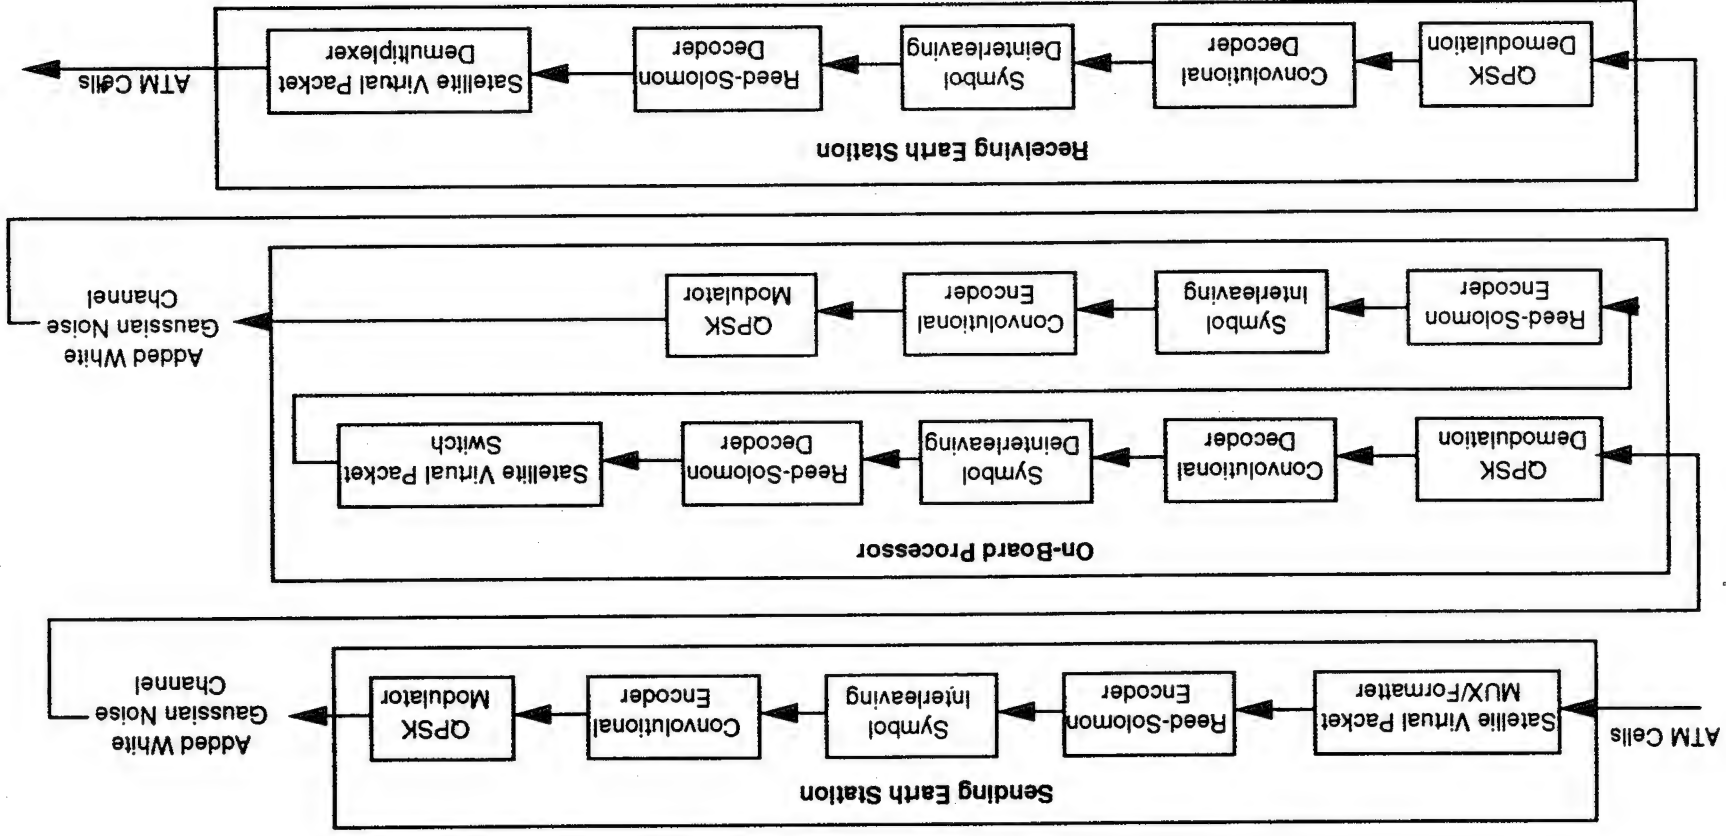 Sending Earth Station
ATM Cells
Satellie Virtual Packet
MUX/Formatter
Reed-Solomon
Encoder
Symbol
Interleaving
Convolutional
Encoder
QPSK
Modulator
Added White
Gaussian Noise
Channel
On-Board Processor
QPSK
Demodulation
Convolutional
Decoder
Symbol
Deinterleaving
Reed-Solomon
Decoder
Satellite Virtual Packet
Switch
Reed-Solomon
Encoder
Symbol
Interleaving
Convolutional
Encoder
QPSK
Modulator
Added White
Gaussian Noise
Channel
Receiving Earth Station
QPSK
Demodulation
Convolutional
Decoder
Symbol
Deinterleaving
Reed-Solomon
Decoder
Satellite Virtual Packet
Demultiplexer
ATM Cells